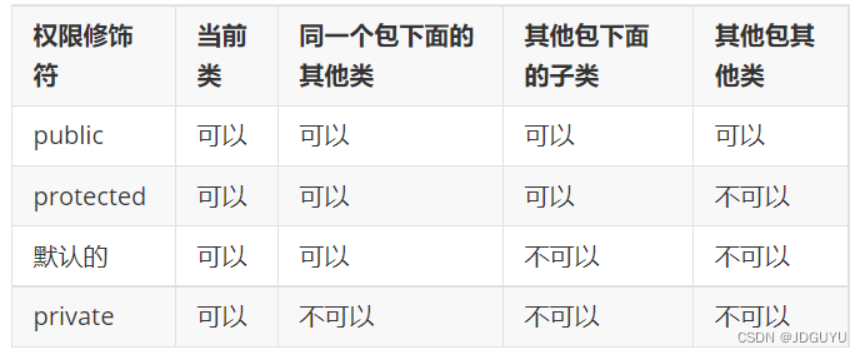 权限修饰符 当前类 同一个包下面的其他类 其他包下面的子类 其他包其他类
public 可以 可以 可以 可以
protected 可以 可以 可以 不可以
默认的 可以 可以 不可以 不可以
private 可以 不可以 不可以 不可以
CSDN @JDGUYU